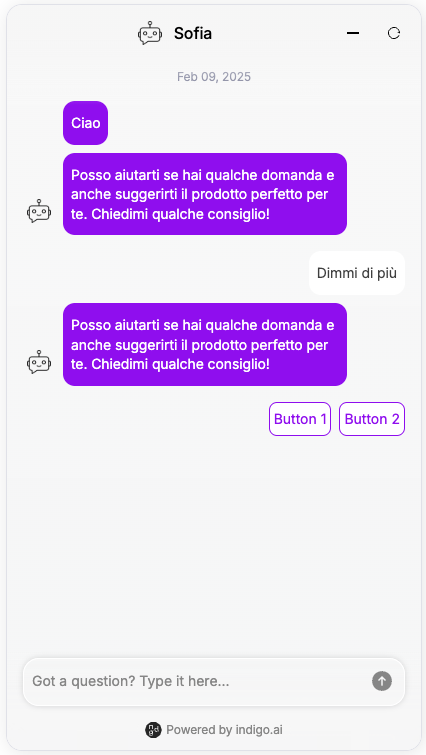 Sofia
Feb 09, 2025
Ciao
Posso aiutarti se hai qualche domanda e
anche suggerirti il prodotto perfetto per
te. Chiedimi qualche consiglio!
Dimmi di più
Posso aiutarti se hai qualche domanda e
anche suggerirti il prodotto perfetto per
te. Chiedimi qualche consiglio!
Button 1 Button 2
Got a question? Type it here...
Powered by indigo.ai